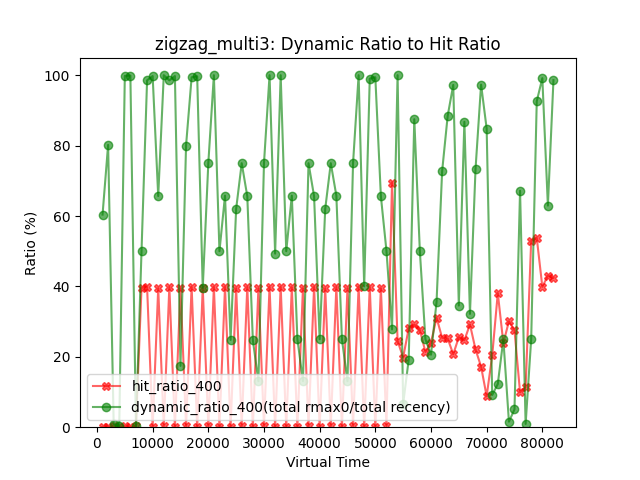 zigzag_multi3: Dynamic Ratio to Hit Ratio
100
80
60
40
20
0
Ratio (%)
hit_ratio_400
dynamic_ratio_400(total rmax0/total recency)
0 10000 20000 30000 40000 50000 60000 70000 80000
Virtual Time